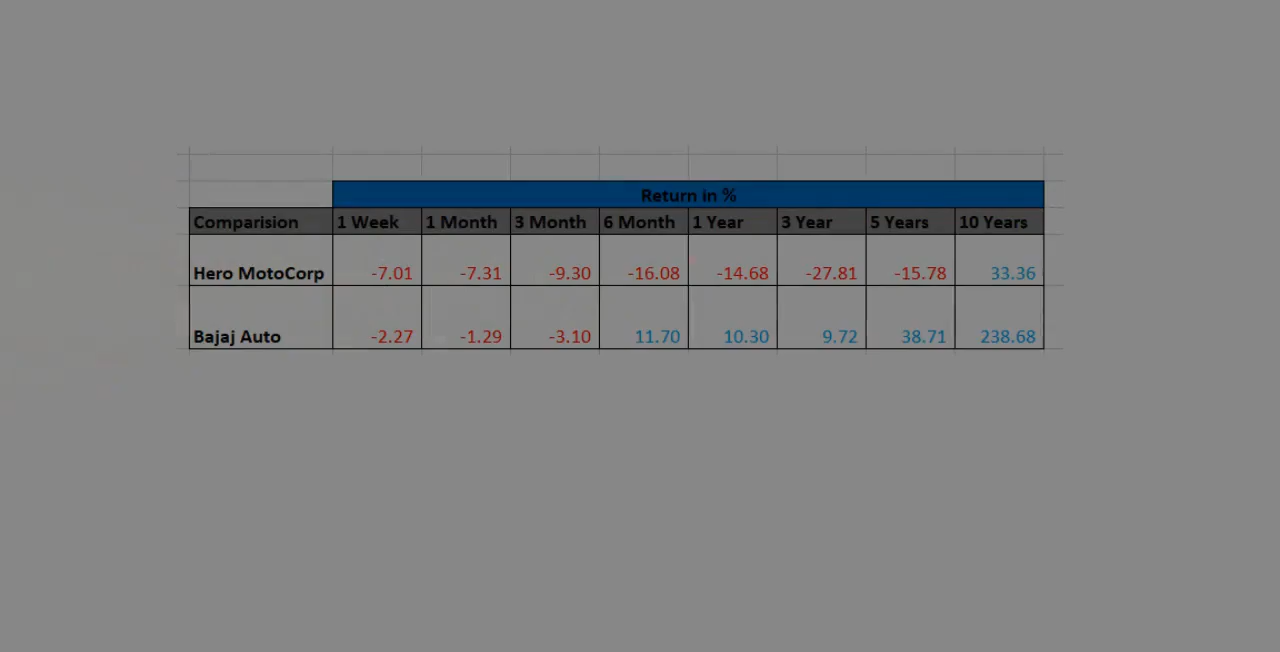 Return in %
Comparision 1 Week 1 Month 3 Month 6 Month 1 Year 3 Year 5 Years 10 Years
Hero MotoCorp -7.01 -7.31 -9.30 -16.08 -14.68 -27.81 -15.78 33.36
Bajaj Auto -2.27 -1.29 -3.10 11.70 10.30 9.72 38.71 238.68